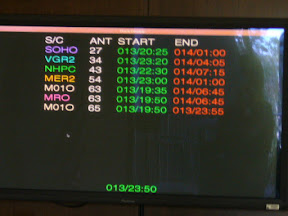 S/C ANT START END
SOHO 27 013/20:25 014/01:00
VGR2 34 013/23:20 014/04:05
NHPC 43 013/22:30 014/07:15
MER2 54 013/23:00 014/01:00
M01O 63 013/19:35 014/06:45
MRO 63 013/19:50 014/06:45
M01O 65 013/19:50 013/23:55
013/23:50